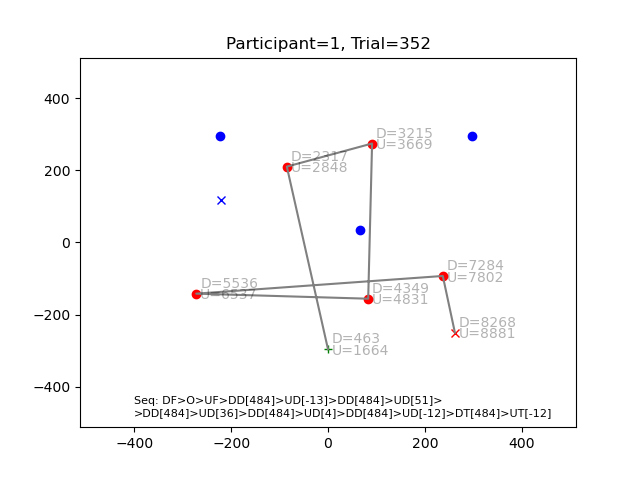 Participant=1, Trial=352
400
200
0
−200
−400
−400
−200
0
200
400
D=3215
U=3669
D=2317
U=2848
D=7284
U=7802
D=5536
U=6537
D=4349
U=4831
D=8268
U=8881
D=463
U=1664
Seq: DF>O>UF>DD[484]>UD[-13]>DD[484]>UD[51]>
>DD[484]>UD[36]>DD[484]>UD[4]>DD[484]>UD[-12]>DT[484]>UT[-12]